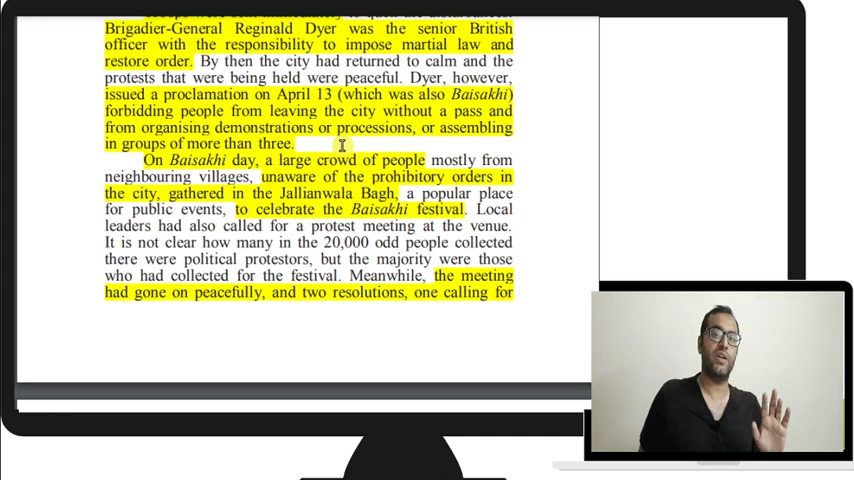 Brigadier-General Reginald Dyer was the senior British
officer with the responsibility to impose martial law and
restore order. By then the city had returned to calm and the
protests that were being held were peaceful. Dyer, however,
issued a proclamation on April 13 (which was also Baisakhi)
forbidding people from leaving the city without a pass and
from organising demonstrations or processions, or assembling
in groups of more than three.
On Baisakhi day, a large crowd of people mostly from
neighbouring villages, unaware of the prohibitory orders in
the city, gathered in the Jallianwala Bagh, a popular place
for public events, to celebrate the Baisakhi festival. Local
leaders had also called for a protest meeting at the venue.
It is not clear how many in the 20,000 odd people collected
there were political protestors, but the majority were those
who had collected for the festival. Meanwhile, the meeting
had gone on peacefully, and two resolutions, one calling for